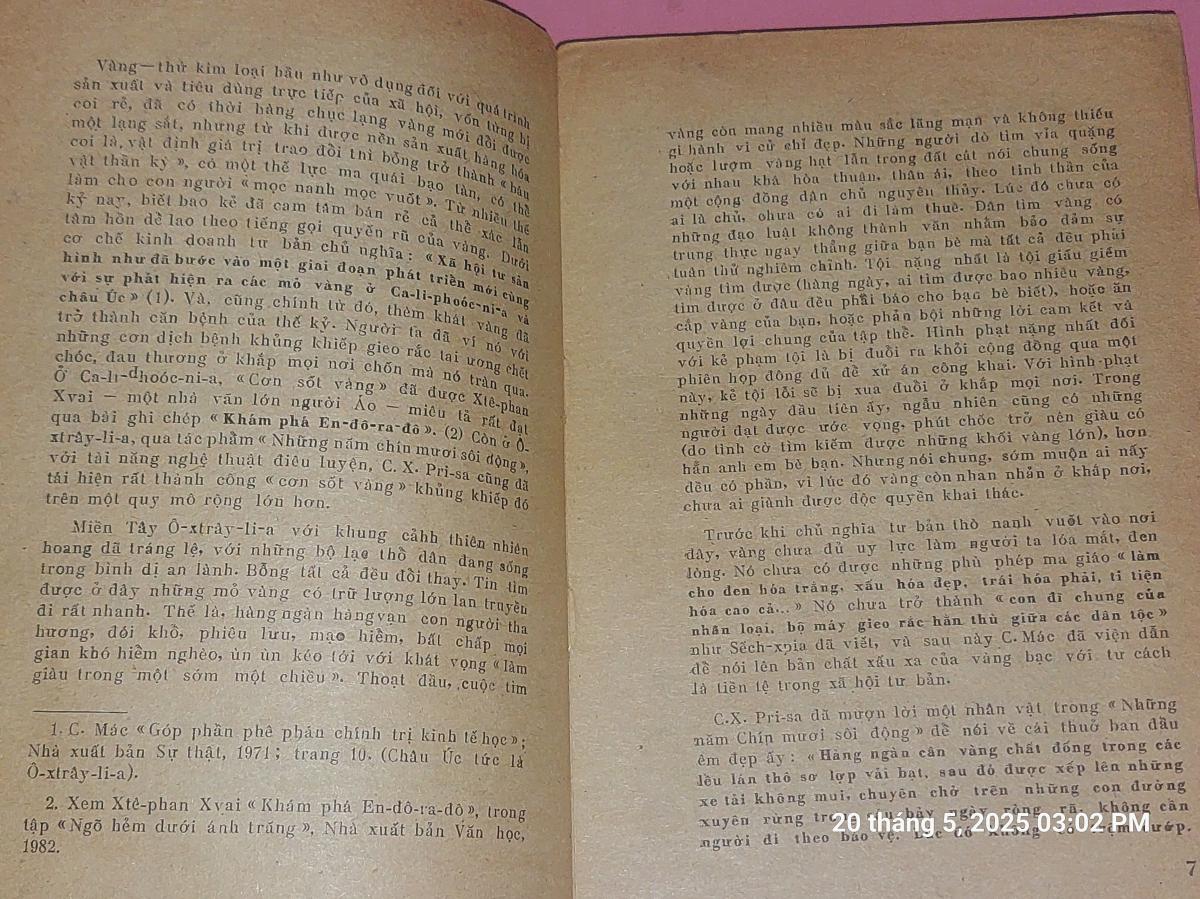 Vàng—thứ kim loại bầu như vô dụng đối với quá trình
sản xuất và tiêu dùng trực tiếp của xã hội, vốn từng bị
coi rẻ, đã có thời hàng chục lạng vàng mới đổi được
một lạng sắt, nhưng từ khi được nền sản xuất hàng hóa
coi là vật định giá trị trao đổi thì bỗng trở thành «báu
vật thần kỳ», có một thế lực ma quái bạo tàn, có thể
làm cho con người «mọc nanh mọc vuốt». Từ nhiều thế
kỷ nay, biết bao kẻ đã cam tâm bán rẻ cả thể xác lẫn
tâm hồn để lao theo tiếng gọi quyến rũ của vàng. Dưới
cơ chế kinh doanh tư bản chủ nghĩa: «Xã hội tư sản
hình như đã bước vào một giai đoạn phát triển mới cùng
với sự phát hiện ra các mỏ vàng ở Ca-li-phoóc-ni-a và
châu Úc» (1). Và, cũng chính từ đó, thèm khát vàng đã
trở thành căn bệnh của thế kỷ. Người ta đã ví nó với
những cơn dịch bệnh khủng khiếp gieo rắc tai ương chết
chóc, đau thương ở khắp mọi nơi chốn mà nó tràn qua.
Ở Ca-li-dhoóc-ni-a, «Cơn sốt vàng» đã được Xtê-phan
Xvai — một nhà văn lớn người Áo — miêu tả rất đạt
qua bài ghi chép «Khám phá En-đô-ra-đô». (2) Còn ở Ô-
xtrây-li-a, qua tác phẩm «Những năm chín mươi sôi động»,
với tài năng nghệ thuật điêu luyện, C. X. Pri-sa cũng đã
tái hiện rất thành công «cơn sốt vàng» khủng khiếp đó
trên một quy mô rộng lớn hơn.
Miền Tây Ô-xtrây-li-a với khung cảhh thiên nhiên
hoang dã tráng lệ, với những bộ lạc thổ dân đang sống
trong bình dị an lành. Bỗng tất cả đều đổi thay. Tin tìm
được ở đây những mỏ vàng có trữ lượng lớn lan truyền
đi rất nhanh. Thế là, hàng ngàn hàng vạn con người tha
hương, đói khổ, phiêu lưu, mạo hiểm, bất chấp mọi
gian khó hiểm nghèo, ùn ùn kéo tới với khát vọng «làm
giàu trong một sớm một chiều». Thoạt đầu, cuộc tìm
1. C. Mác «Góp phần phê phán chính trị kinh tế học»;
Nhà xuất bản Sự thật, 1971; trang 10. (Châu Úc tức là
Ô-xtrây-li-a).
2. Xem Xtê-phan Xvai «Khám phá En-đô-ra-đô», trong
tập «Ngõ hẻm dưới ánh trăng», Nhà xuất bản Văn học,
1982.
vàng còn mang nhiều màu sắc lãng mạn và không thiếu
gì hành vi cử chỉ đẹp. Những người dò tìm vỉa quặng
hoặc lượm vàng hạt lẫn trong đất cát nói chung sống
với nhau khá hòa thuận, thân ái, theo tinh thần của
một cộng đồng dân chủ nguyên thủy. Lúc đó chưa có
ai là chủ, chưa có ai đi làm thuê. Dân tìm vàng có
những đạo luật không thành văn nhằm bảo đảm sự
trung thực ngay thẳng giữa bạn bè mà tất cả đều phải
tuân thử nghiêm chỉnh. Tội nặng nhất là tội giấu giếm
vàng tìm được (hàng ngày, ai tìm được bao nhiêu vàng,
tìm được ở đâu đều phải báo cho bạn bè biết), hoặc ăn
cắp vàng của bạn, hoặc phản bội những lời cam kết và
quyền lợi chung của tập thể. Hình phạt nặng nhất đối
với kẻ phạm tội là bị đuổi ra khỏi cộng đồng qua một
phiên họp đông đủ để xử án công khai. Với hình phạt
này, kẻ tội lỗi sẽ bị xua đuổi ở khắp mọi nơi. Trong
những ngày đầu tiên ấy, ngẫu nhiên cũng có những
người đạt được ước vọng, phút chốc trở nên giàu có
(do tình cờ tìm kiếm được những khối vàng lớn), hơn
hẳn anh em bè bạn. Nhưng nói chung, sớm muộn ai nấy
đều có phần, vì lúc đó vàng còn nhan nhản ở khắp nơi,
chưa ai giành được độc quyền khai thác.
Trước khi chủ nghĩa tư bản thò nanh vuốt vào nơi
đây, vàng chưa đủ uy lực làm người ta lóa mắt, đen
lòng. Nó chưa có được những phù phép ma giáo «làm
cho đen hóa trắng, xấu hóa đẹp, trái hóa phải, ti tiện
hóa cao cả...» Nó chưa trở thành «con đĩ chung của
nhân loại, bộ máy gieo rác hằn thù giữa các dân tộc»
như Sếch-xpia đã viết, và sau này C. Mác đã viện dẫn
để nói lên bản chất xấu xa của vàng bạc với tư cách
là tiền tệ trong xã hội tư bản.
C.X. Pri-sa đã mượn lời một nhân vật trong «Những
năm Chín mươi sôi động» để nói về cái thuở ban đầu
êm đẹp ấy: «Hàng ngàn cân vàng chất đống trong các
lều lán thô sơ lợp vải bạt, sau đó được xếp lên những
xe tải không mui, chuyên chở trên những con đường
xuyên rừng bảy ngày ròng rã, không cần
người đi theo bảo vệ. Lúc đó không có cướp.
7
20 tháng 5, 2025 03:02 PM